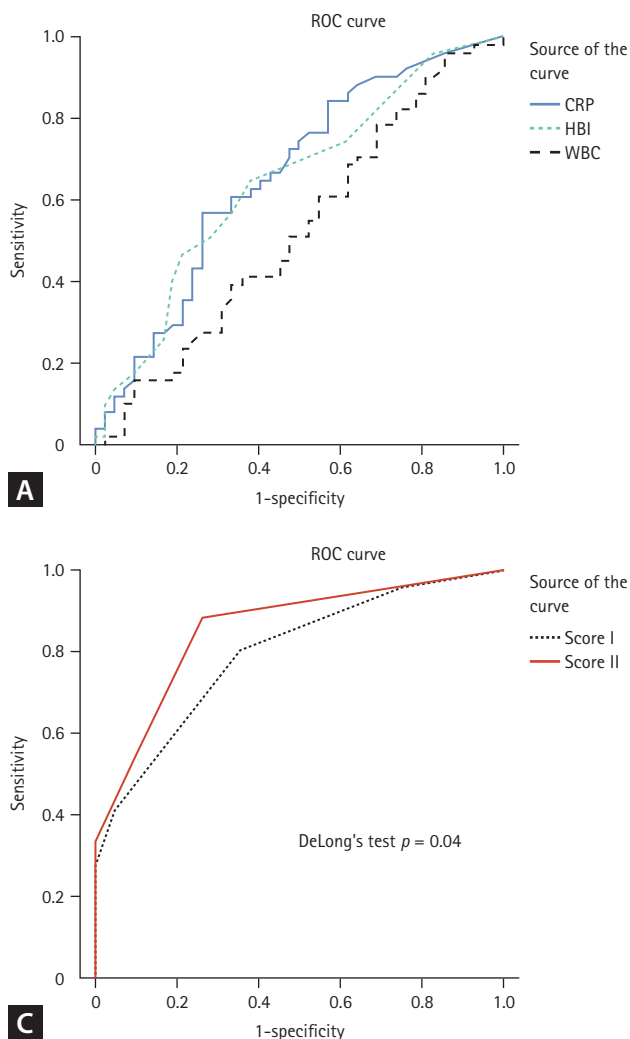 ROC curve
1.0
0.8
0.6
0.4
0.2
0
Sensitivity
0
0.2
0.4
0.6
0.8
1.0
1-specificity
Source of the
curve
CRP
HBI
WBC
A
ROC curve
1.0
0.8
0.6
0.4
0.2
0
Sensitivity
DeLong's test p = 0.04
0
0.2
0.4
0.6
0.8
1.0
1-specificity
Source of the
curve
Score I
Score II
C